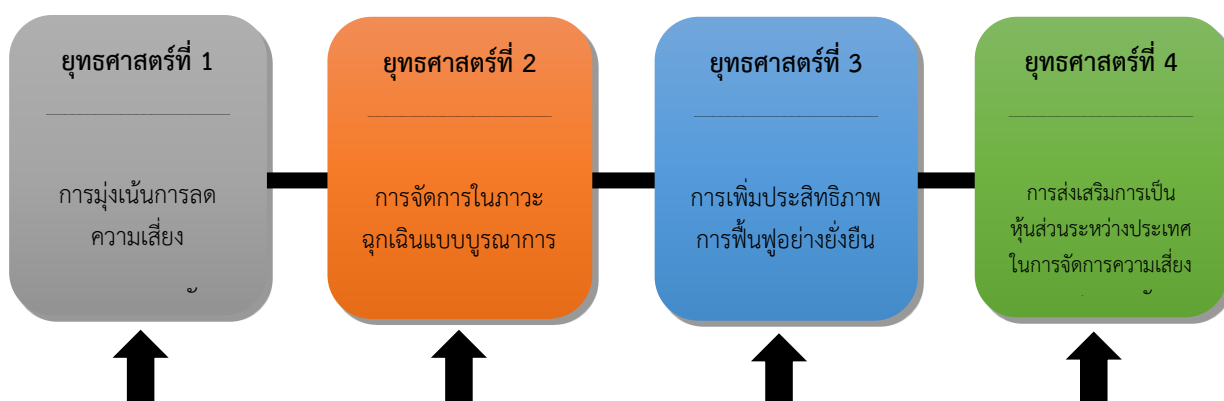 ยุทธศาสตร์ที่ 1
การมุ่งเน้นการลด
ความเสี่ยง
ยุทธศาสตร์ที่ 2
การจัดการในภาวะ
ฉุกเฉินแบบบูรณาการ
ยุทธศาสตร์ที่ 3
การเพิ่มประสิทธิภาพ
การฟื้นฟูอย่างยั่งยืน
ยุทธศาสตร์ที่ 4
การส่งเสริมการเป็น
หุ้นส่วนระหว่างประเทศ
ในการจัดการความเสี่ยง